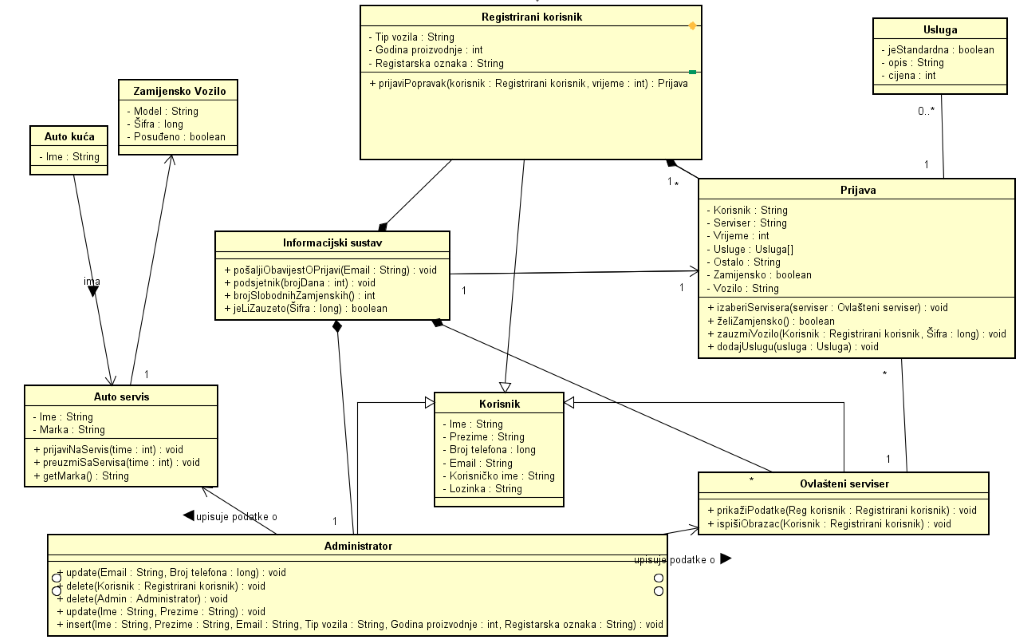 Registrirani korisnik
- Tip vozila : String
- Godina proizvodnje : int
- Registarska oznaka : String
+ prijaviPopravak(korisnik : Registrirani korisnik, vrijeme : int) : Prijava
Usluga
- jeStandardna : boolean
- opis : String
- cijena : int
0..*
1
Zamijensko Vozilo
- Model : String
- Šifra : long
- Posuđeno : boolean
Auto kuća
- Ime : String
1 *
Prijava
- Korisnik : String
- Serviser : String
- Vrijeme : int
- Usluge : Usluga[]
- Ostalo : String
- Zamijensko : boolean
- Vozilo : String
+ izaberiServisera(serviser : Ovlašteni serviser) : void
+ želiZamjensko() : boolean
+ zauzmiVozilo(Korisnik : Registrirani korisnik, Šifra : long) : void
+ dodajUslugu(usluga : Usluga) : void
Informacijski sustav
+ pošaljiObavijestOPrijavi(Email : String) : void
+ podsjetnik(brojDana : int) : void
+ brojSlobodnihZamjenskih() : int
+ jeLiZauzeto(Šifra : long) : boolean
1
1
ima
1
Auto servis
- Ime : String
- Marka : String
+ prijaviNaServis(time : int) : void
+ preuzmiSaServisa(time : int) : void
+ getMarka() : String
Korisnik
- Ime : String
- Prezime : String
- Broj telefona : long
- Email : String
- Korisničko ime : String
- Lozinka : String
*
1
*
Ovlašteni serviser
+ prikažiPodatke(Reg korisnik : Registrirani korisnik) : void
+ ispišiObrazac(Korisnik : Registrirani korisnik) : void
upisuje podatke o
1
upisuje podatke o
Administrator
+ update(Email : String, Broj telefona : long) : void
+ delete(Korisnik : Registrirani korisnik) : void
+ delete(Admin : Administrator) : void
+ update(Ime : String, Prezime : String) : void
+ insert(Ime : String, Prezime : String, Email : String, Tip vozila : String, Godina proizvodnje : int, Registarska oznaka : String) : void